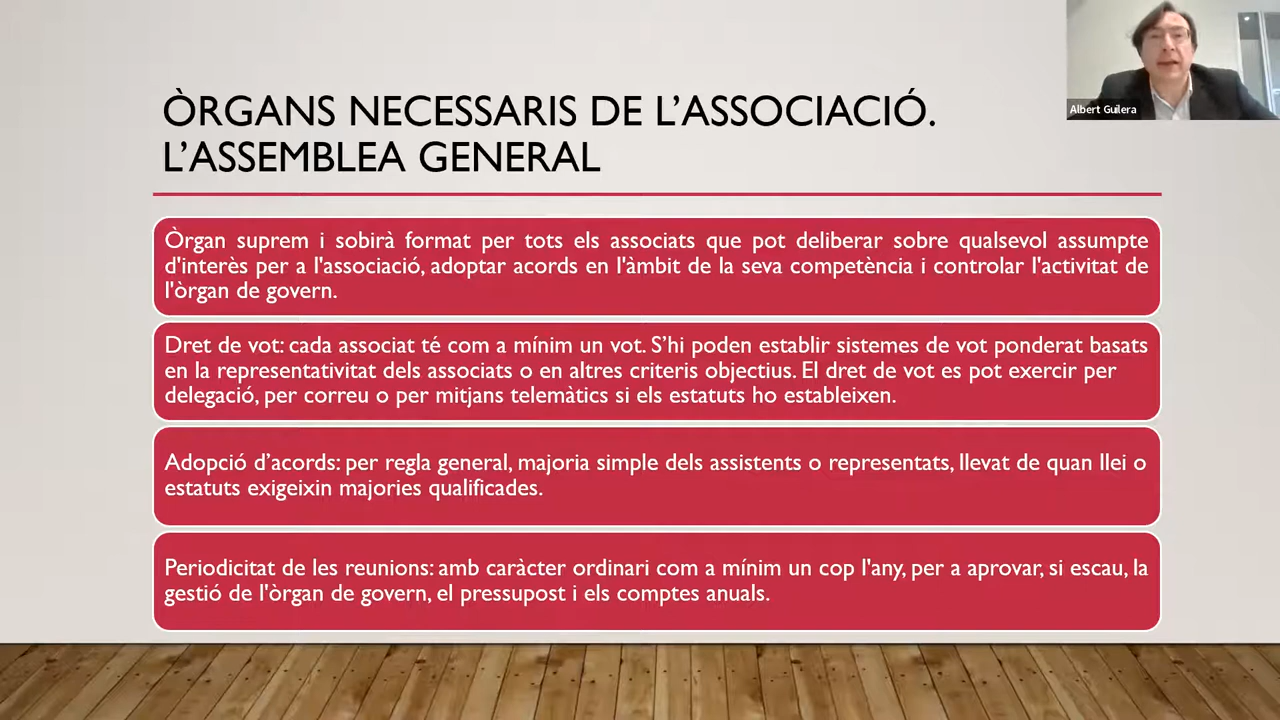 ÒRGANS NECESSARIS DE L’ASSOCIACIÓ.
L’ASSEMBLEA GENERAL
Albert Guilera
Òrgan suprem i sobirà format per tots els associats que pot deliberar sobre qualsevol assumpte
d'interès per a l'associació, adoptar acords en l'àmbit de la seva competència i controlar l'activitat de
l'òrgan de govern.
Dret de vot: cada associat té com a mínim un vot. S’hi poden establir sistemes de vot ponderat basats
en la representativitat dels associats o en altres criteris objectius. El dret de vot es pot exercir per
delegació, per correu o per mitjans telemàtics si els estatuts ho estableixen.
Adopció d’acords: per regla general, majoria simple dels assistents o representats, llevat de quan llei o
estatuts exigeixin majories qualificades.
Periodicitat de les reunions: amb caràcter ordinari com a mínim un cop l'any, per a aprovar, si escau, la
gestió de l'òrgan de govern, el pressupost i els comptes anuals.